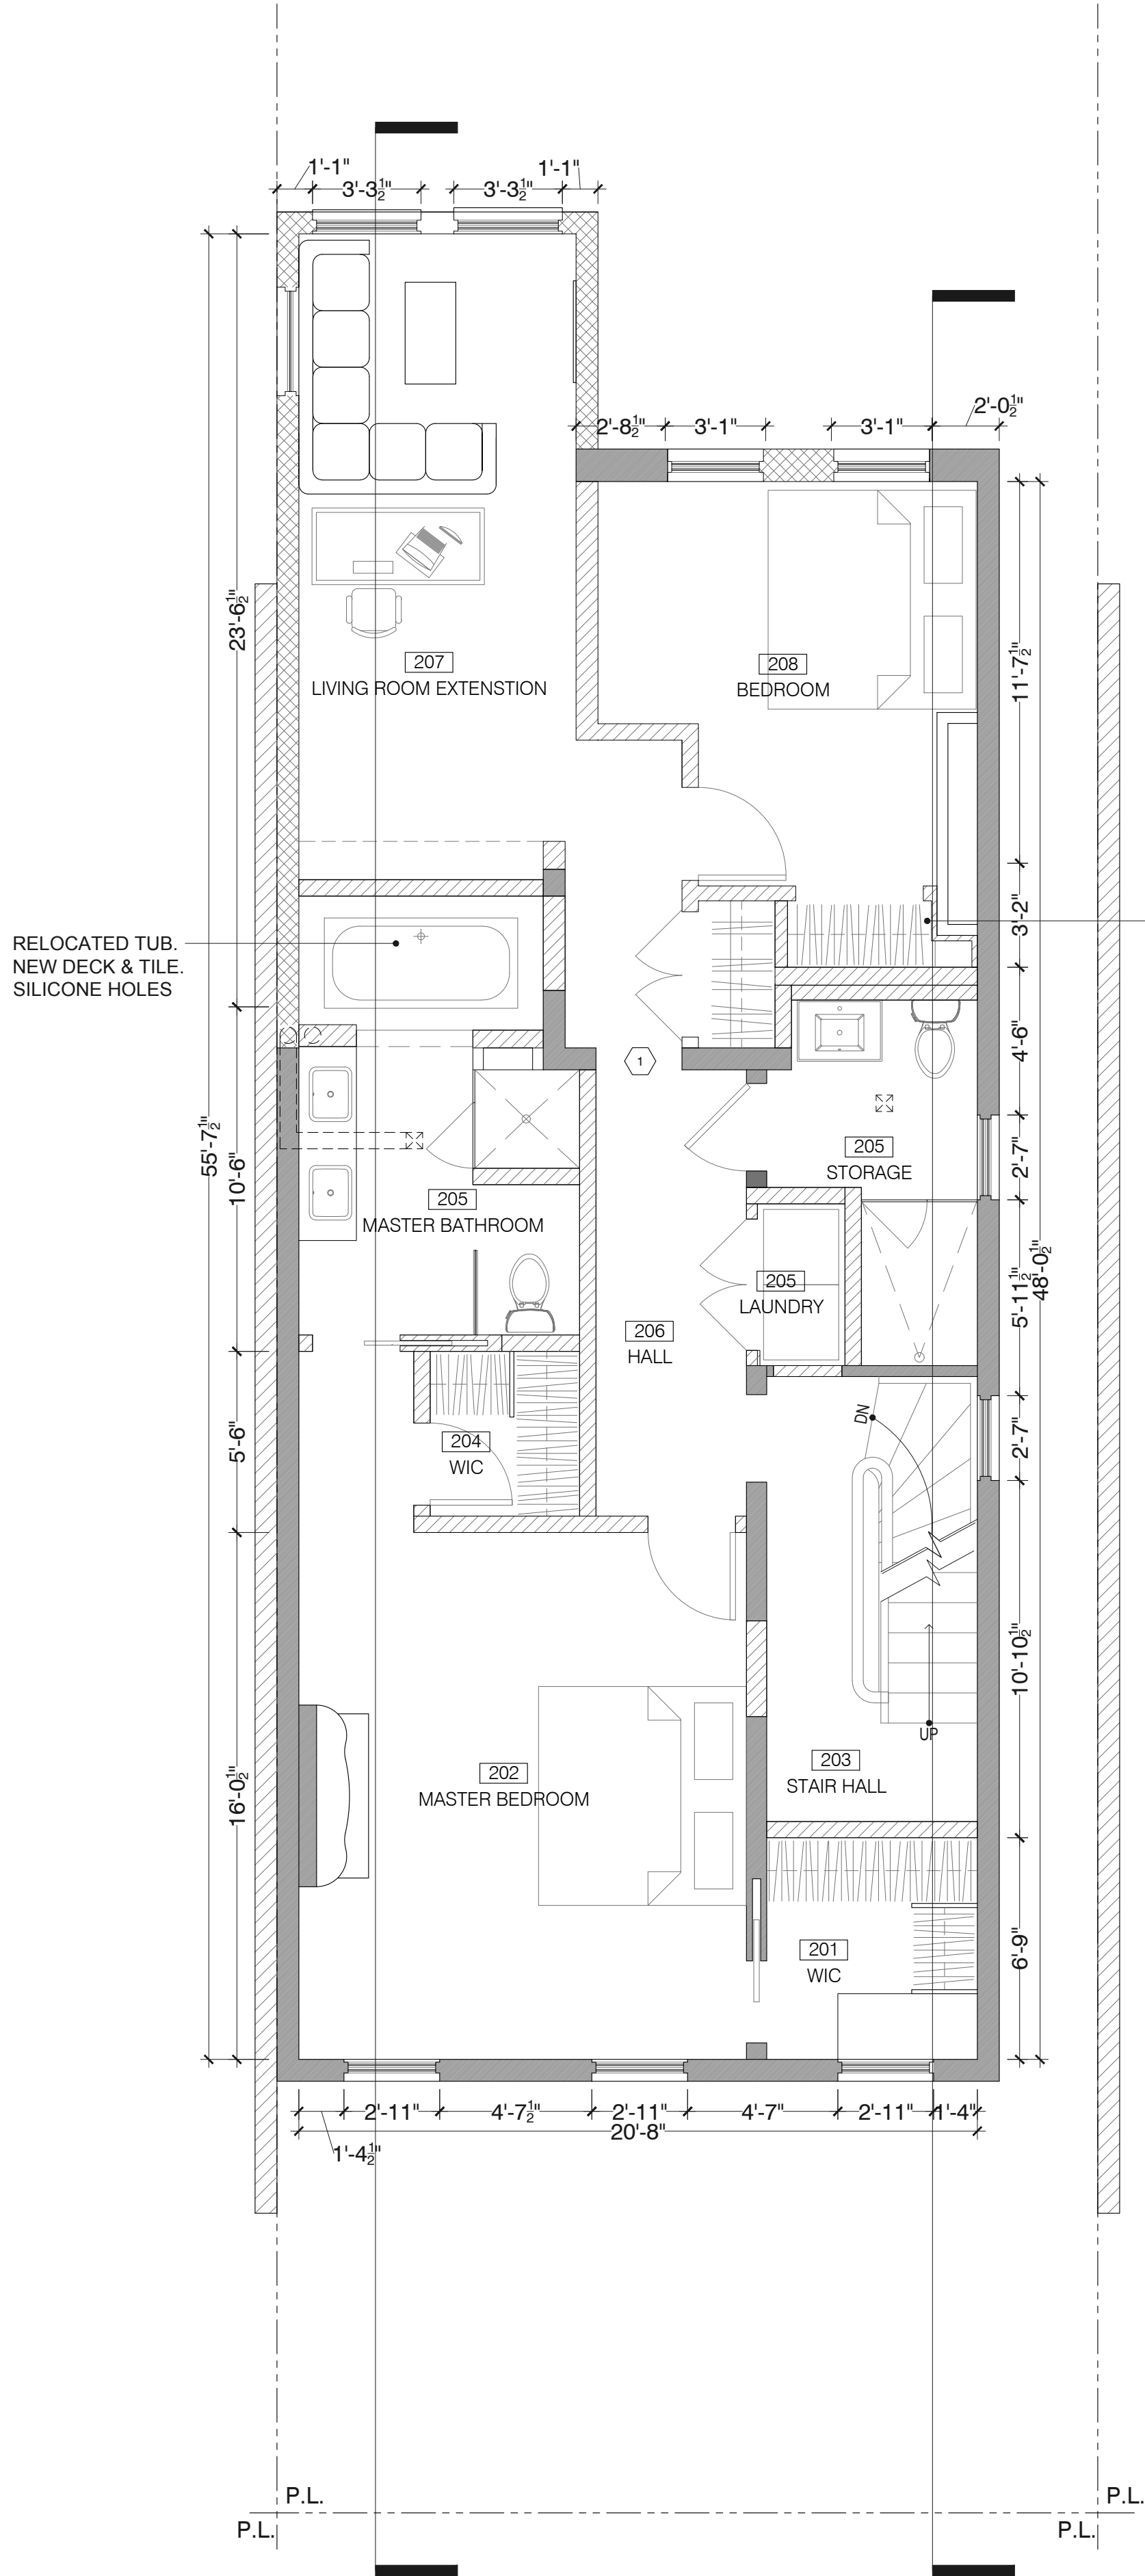 1'-1"
1'-1"
3'-3½"
3'-3½"
2'-0½"
2'-8½"
3'-1"
3'-1"
23'-6½"
11'-7½"
207
LIVING ROOM EXTENSTION
208
BEDROOM
3'-2"
RELOCATED TUB.
NEW DECK & TILE.
SILICONE HOLES
4'-6"
1
55'-7½"
10'-6"
205
STORAGE
2'-7"
205
MASTER BATHROOM
48'-0½"
5'-11½"
205
LAUNDRY
206
HALL
DN
5'-6"
204
WIC
2'-7"
10'-10½"
UP
203
STAIR HALL
202
MASTER BEDROOM
16'-0½"
201
WIC
6'-9"
2'-11"
4'-7½"
2'-11"
4'-7"
2'-11"
1'-4"
20'-8"
1'-4½"
P.L.
P.L.
P.L.
P.L.